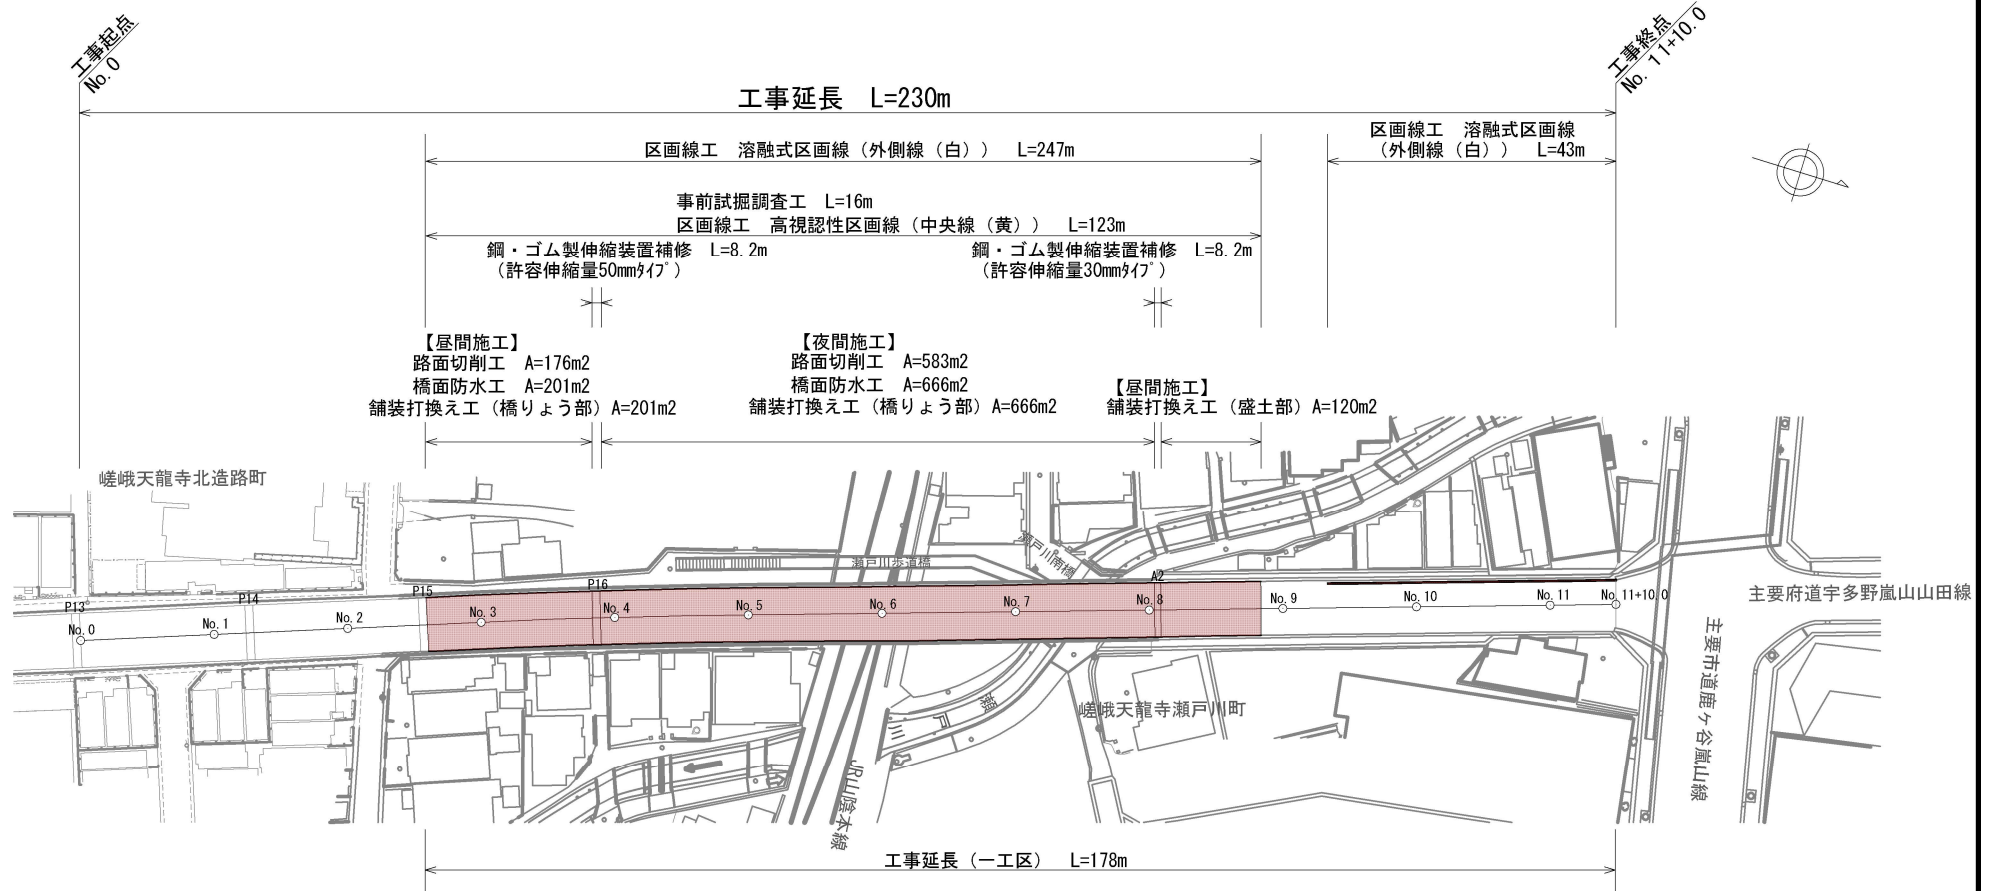 工事起点
No. 0
工事終点
No. 11+10.0
工事延長　L=230m
区画線工　溶融式区画線（外側線（白））　L=247m
区画線工　溶融式区画線
（外側線（白））　L=43m
事前試掘調査工　L=16m
区画線工　高視認性区画線（中央線（黄））　L=123m
鋼・ゴム製伸縮装置補修　L=8.2m
（許容伸縮量50mmﾀｲﾌﾟ）
鋼・ゴム製伸縮装置補修　L=8.2m
（許容伸縮量30mmﾀｲﾌﾟ）
【昼間施工】
路面切削工　A=176m2
橋面防水工　A=201m2
舗装打換え工（橋りょう部）A=201m2
【夜間施工】
路面切削工　A=583m2
橋面防水工　A=666m2
舗装打換え工（橋りょう部）A=666m2
【昼間施工】
舗装打換え工（盛土部）A=120m2
嵯峨天龍寺北造路町
瀬戸川歩道橋
瀬戸川南橋
P13
P14
P15
P16
A2
No. 0
No. 1
No. 2
No. 3
No. 4
No. 5
No. 6
No. 7
No. 8
No. 9
No. 10
No. 11
No. 11+10.0
主要府道宇多野嵐山山田線
主要市道鹿ヶ谷嵐山線
瀬
戸
嵯峨天龍寺瀬戸川町
JR山陰本線
工事延長（一工区）　L=178m